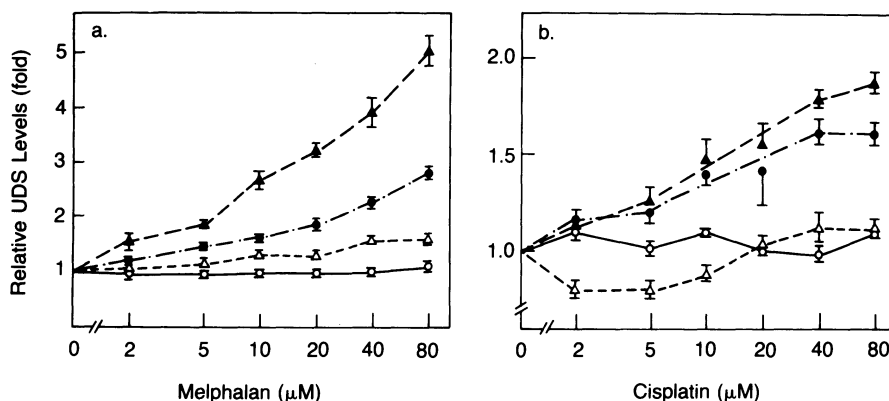 a.
Relative UDS Levels (fold)
5
4
3
2
1
0 2 5 10 20 40 80
Melphalan (μM)
b.
2.0
1.5
1.0
0 2 5 10 20 40 80
Cisplatin (μM)